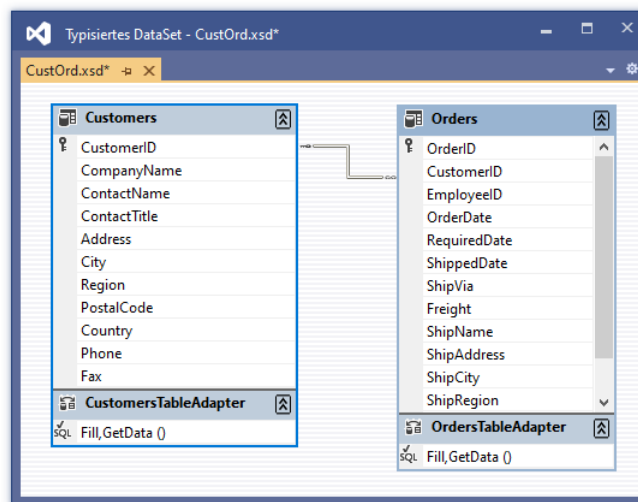 Typisiertes DataSet - CustOrd.xsd*
CustOrd.xsd*
Customers
CustomerID
CompanyName
ContactName
ContactTitle
Address
City
Region
PostalCode
Country
Phone
Fax
CustomersTableAdapter
SQL Fill,GetData ()
Orders
OrderID
CustomerID
EmployeeID
OrderDate
RequiredDate
ShippedDate
ShipVia
Freight
ShipName
ShipAddress
ShipCity
ShipRegion
OrdersTableAdapter
SQL Fill,GetData ()